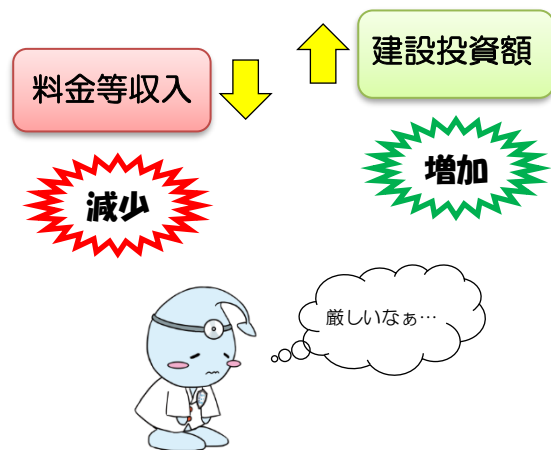 建設投資額
料金等収入
増加
減少
厳しいなぁ…